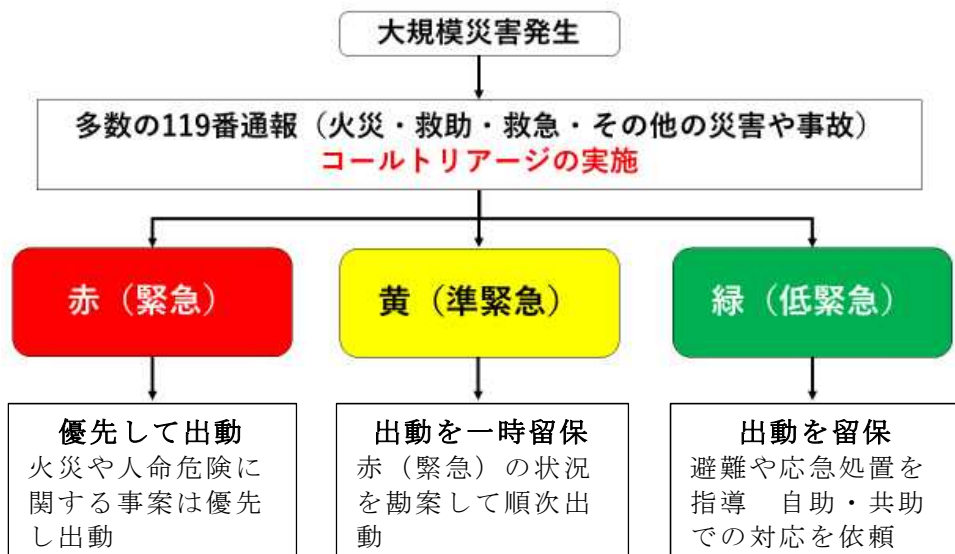 大規模災害発生
多数の119番通報（火災・救助・救急・その他の災害や事故）
コールトリアージの実施
赤（緊急）
黄（準緊急）
緑（低緊急）
優先して出動
火災や人命危険に
関する事案は優先
し出動
出動を一時留保
赤（緊急）の状況
を勘案して順次出
動
出動を留保
避難や応急処置を
指導　自助・共助
での対応を依頼